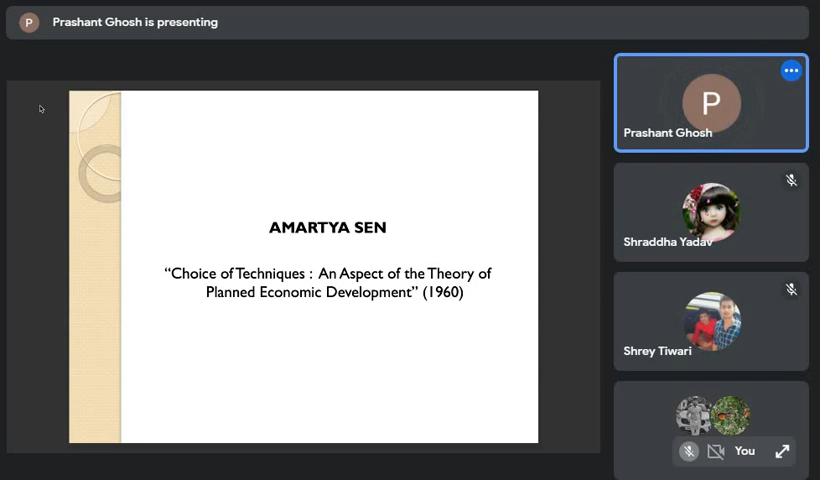 Prashant Ghosh is presenting
P
Prashant Ghosh
AMARTYA SEN
“Choice of Techniques : An Aspect of the Theory of
Planned Economic Development” (1960)
Shraddha Yadav
Shrey Tiwari
You